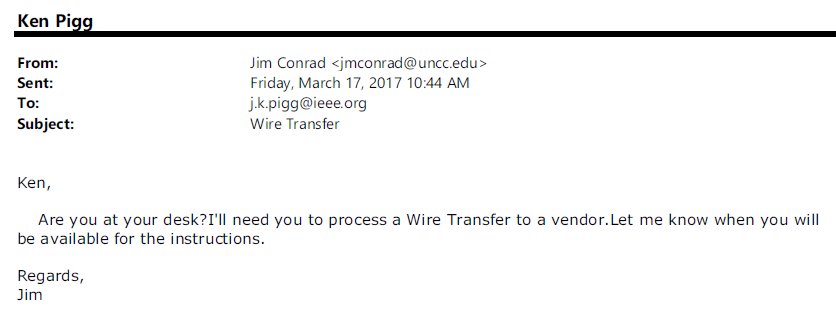 Ken Pigg
From: Jim Conrad <jmconrad@uncc.edu>
Sent: Friday, March 17, 2017 10:44 AM
To: j.k.pigg@ieee.org
Subject: Wire Transfer
Ken,
Are you at your desk?I'll need you to process a Wire Transfer to a vendor.Let me know when you will
be available for the instructions.
Regards,
Jim